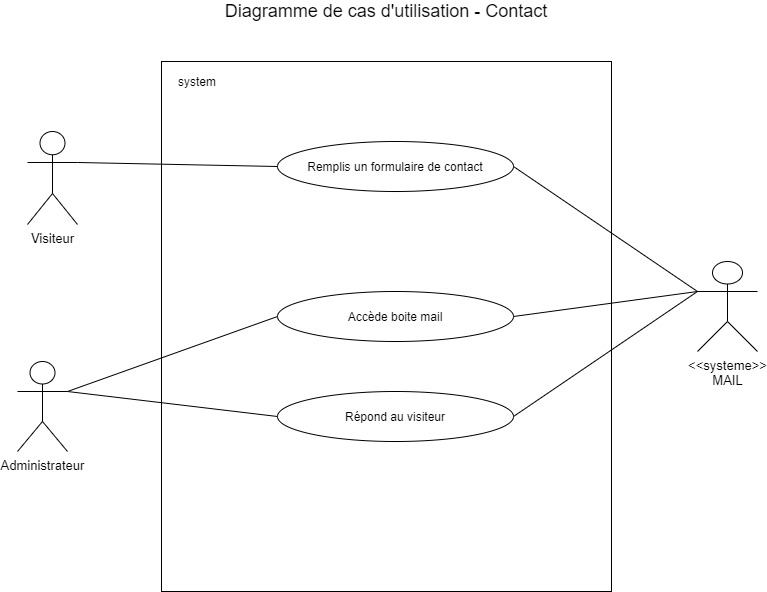 Diagramme de cas d'utilisation - Contact
system
Remplis un formulaire de contact
Visiteur
Accède boite mail
<<systeme>>
MAIL
Répond au visiteur
Administrateur